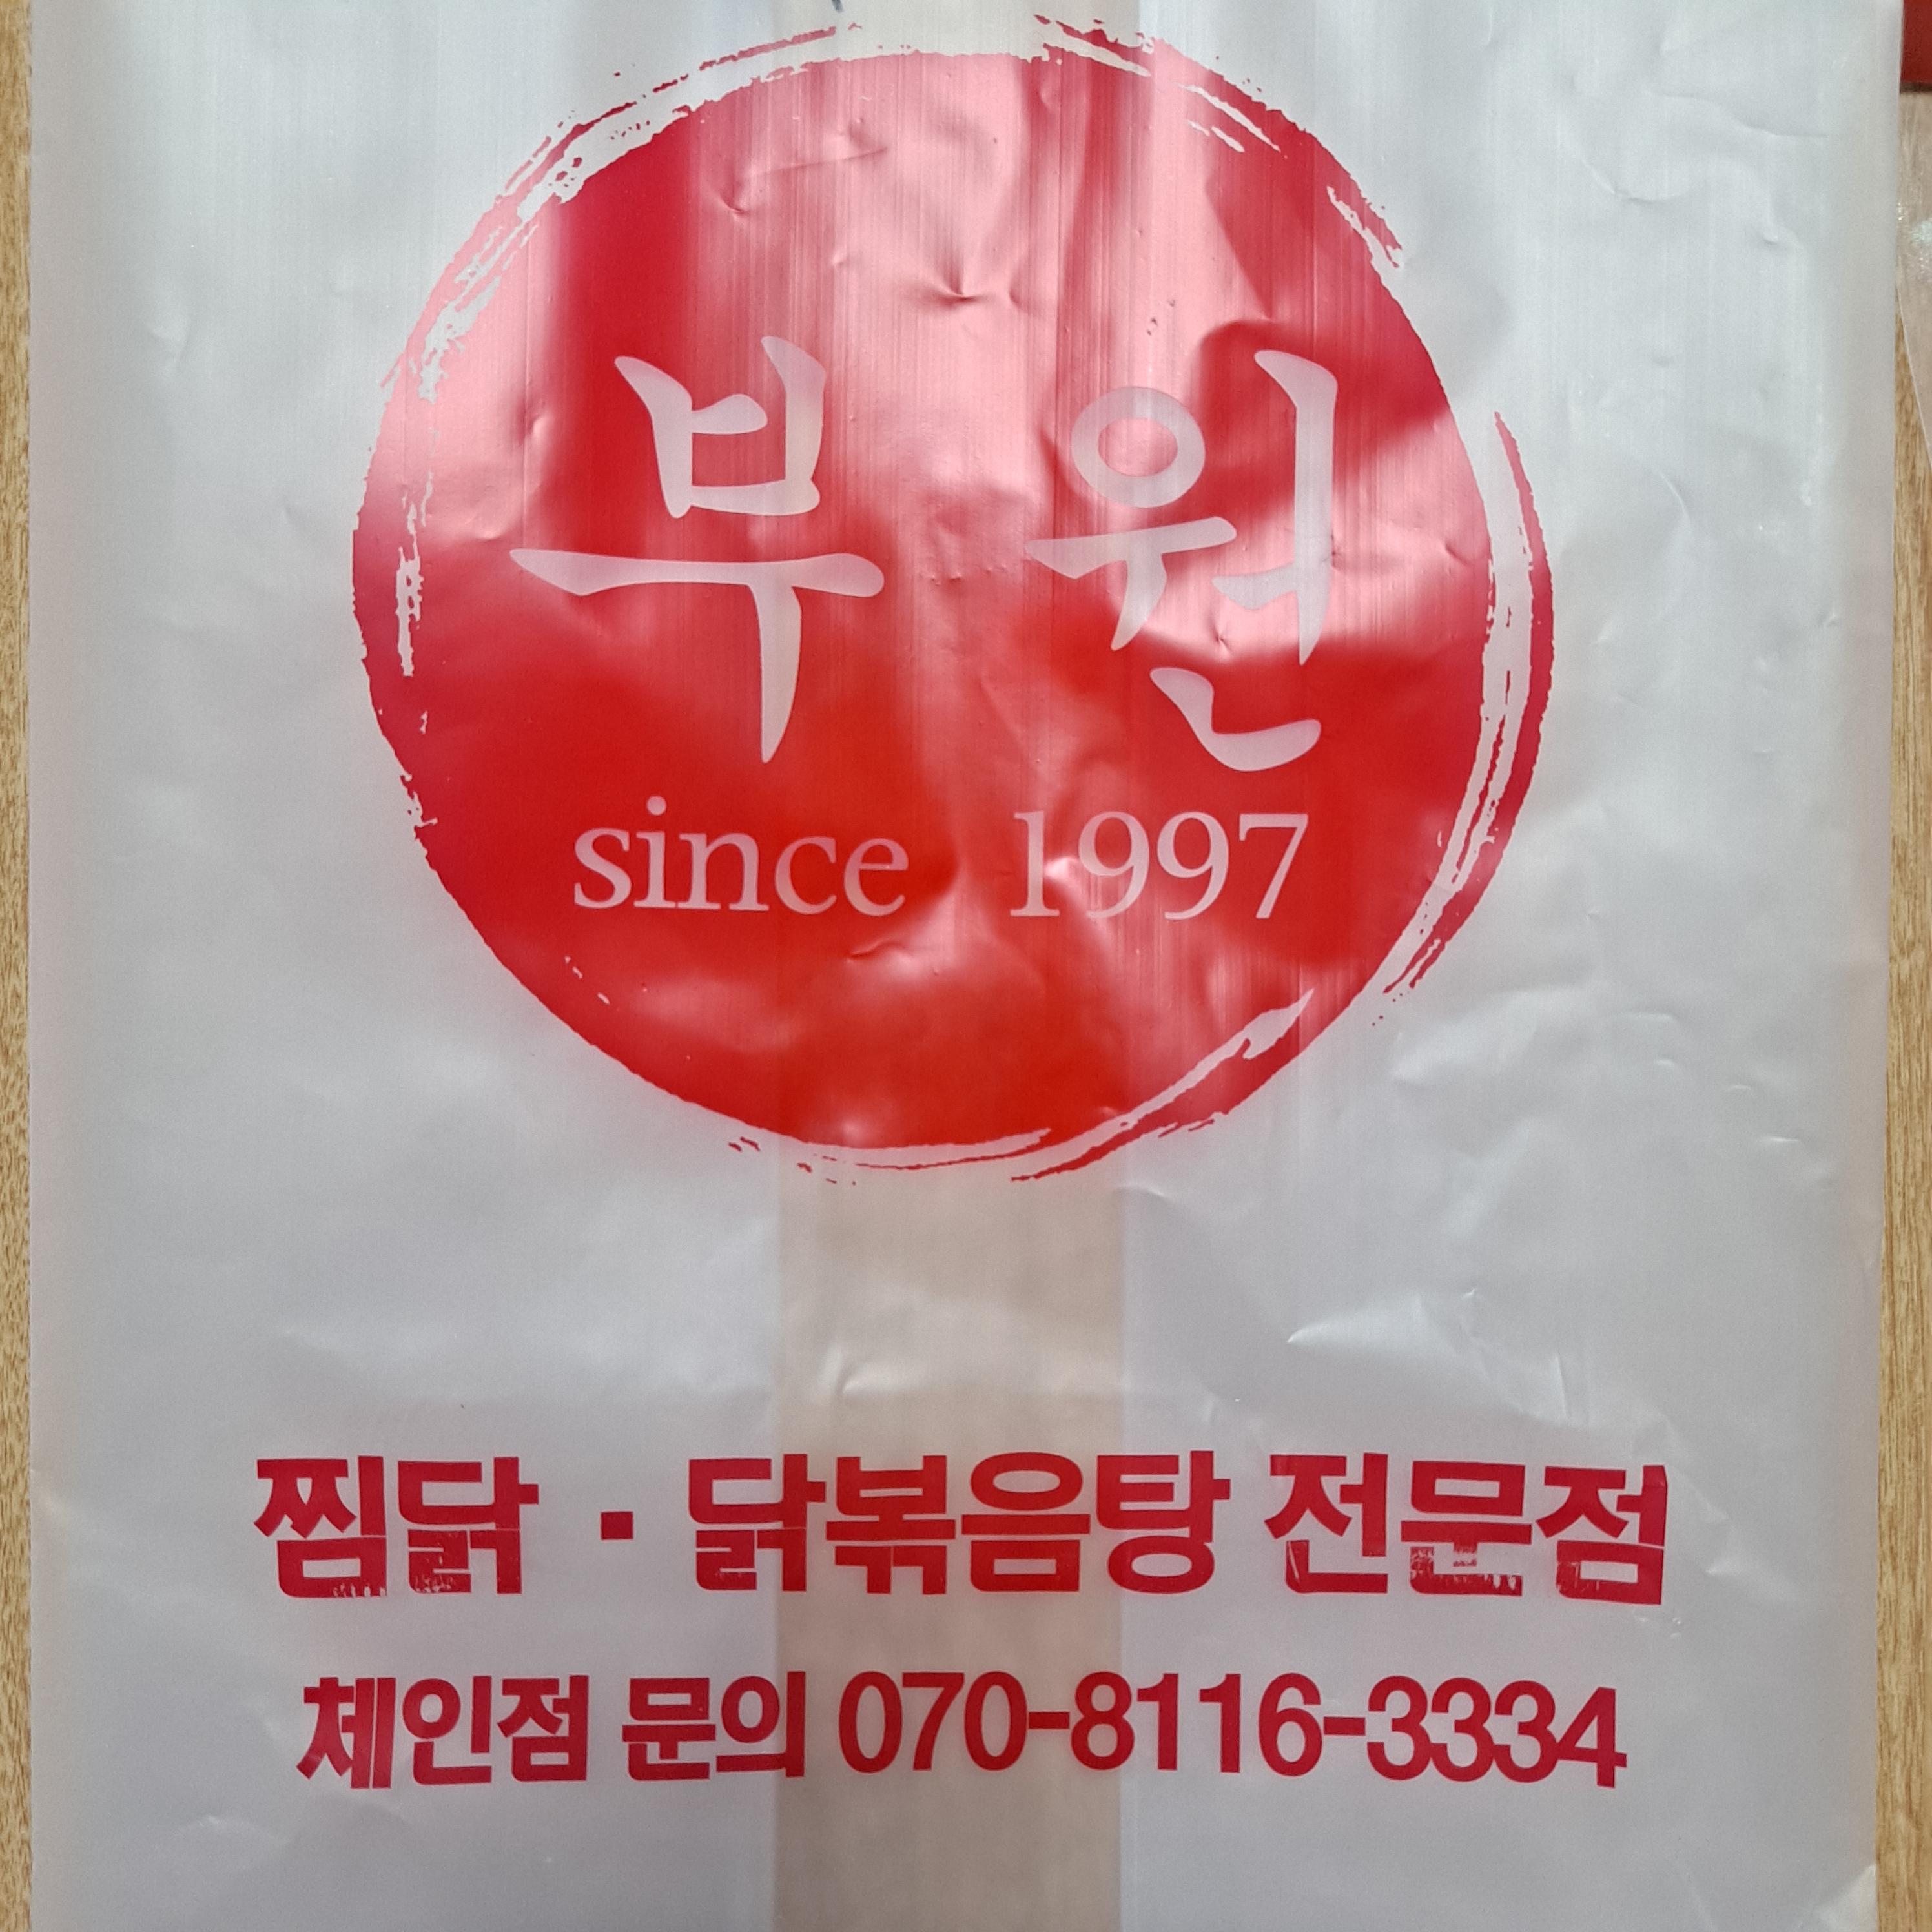 부원
since 1997
찜닭 · 닭볶음탕 전문점
체인점 문의 070-8116-3334